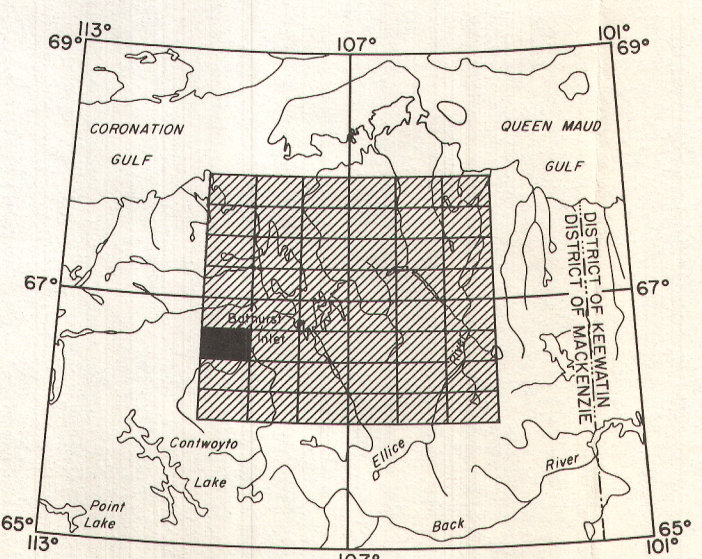 113°
101°
69°
107°
69°
CORONATION
GULF
QUEEN MAUD
GULF
DISTRICT OF KEEWATIN
DISTRICT OF MACKENZIE
67°
67°
Bathurst
Inlet
River
Contwoyto
Lake
Ellice
River
Point
Lake
Back
65°
65°
113°
107°
101°